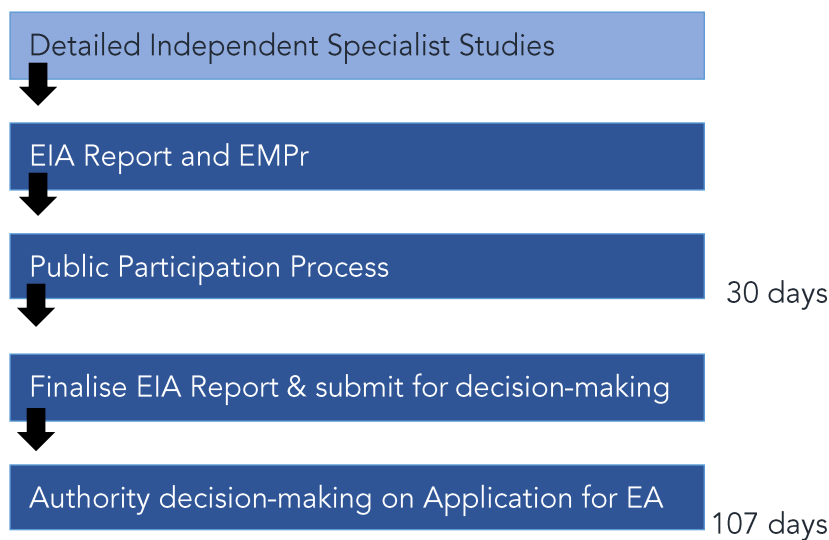 Detailed Independent Specialist Studies
EIA Report and EMPr
Public Participation Process
30 days
Finalise EIA Report & submit for decision-making
Authority decision-making on Application for EA
107 days